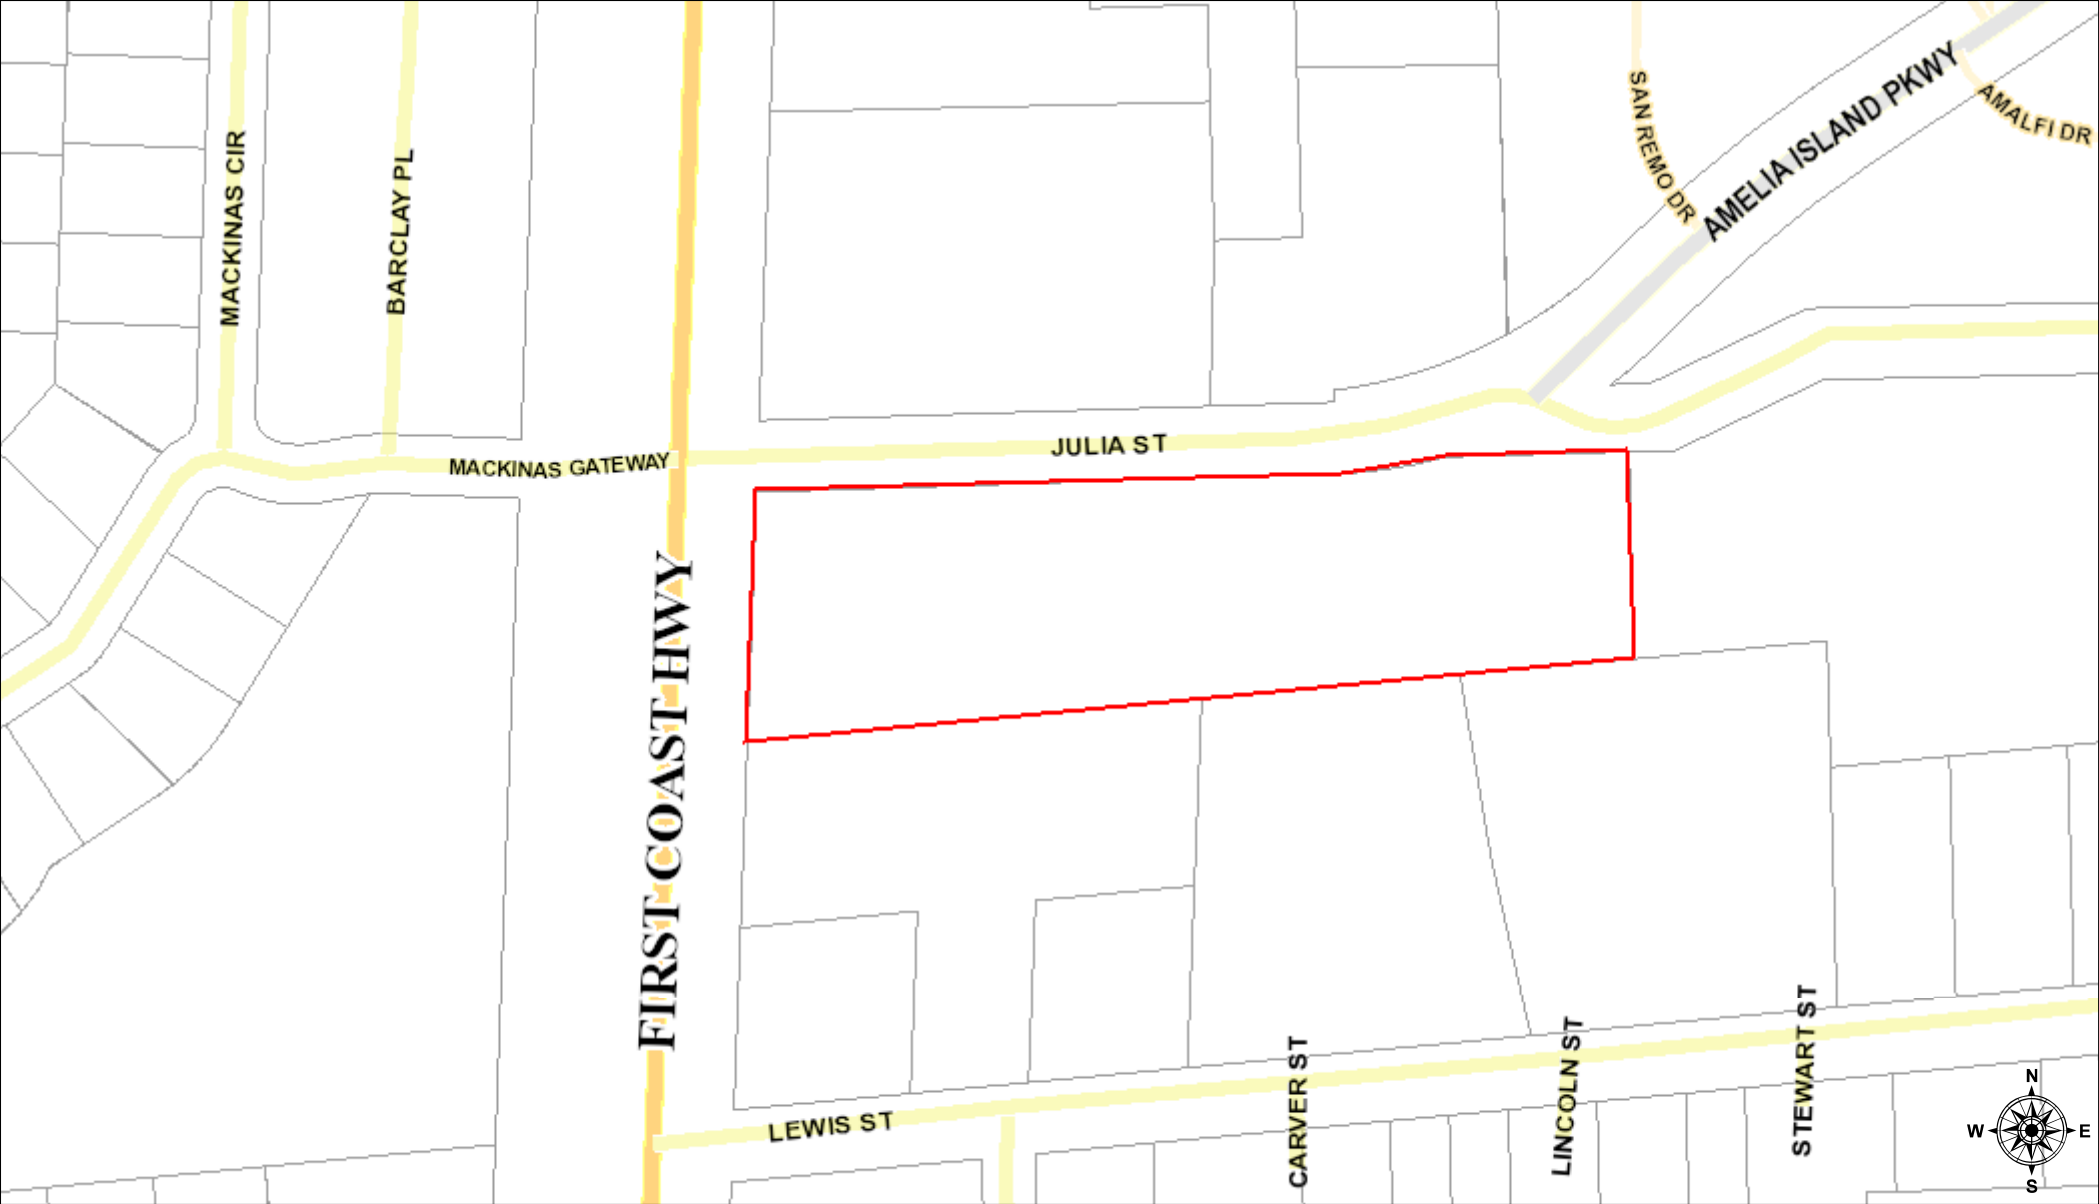 MACKINAS CIR
BARCLAY PL
SAN REMO DR
AMELIA ISLAND PKWY
AMALFI DR
MACKINAS GATEWAY
JULIA ST
FIRST COAST HWY
LEWIS ST
CARVER ST
LINCOLN ST
STEWART ST
N
W E
S